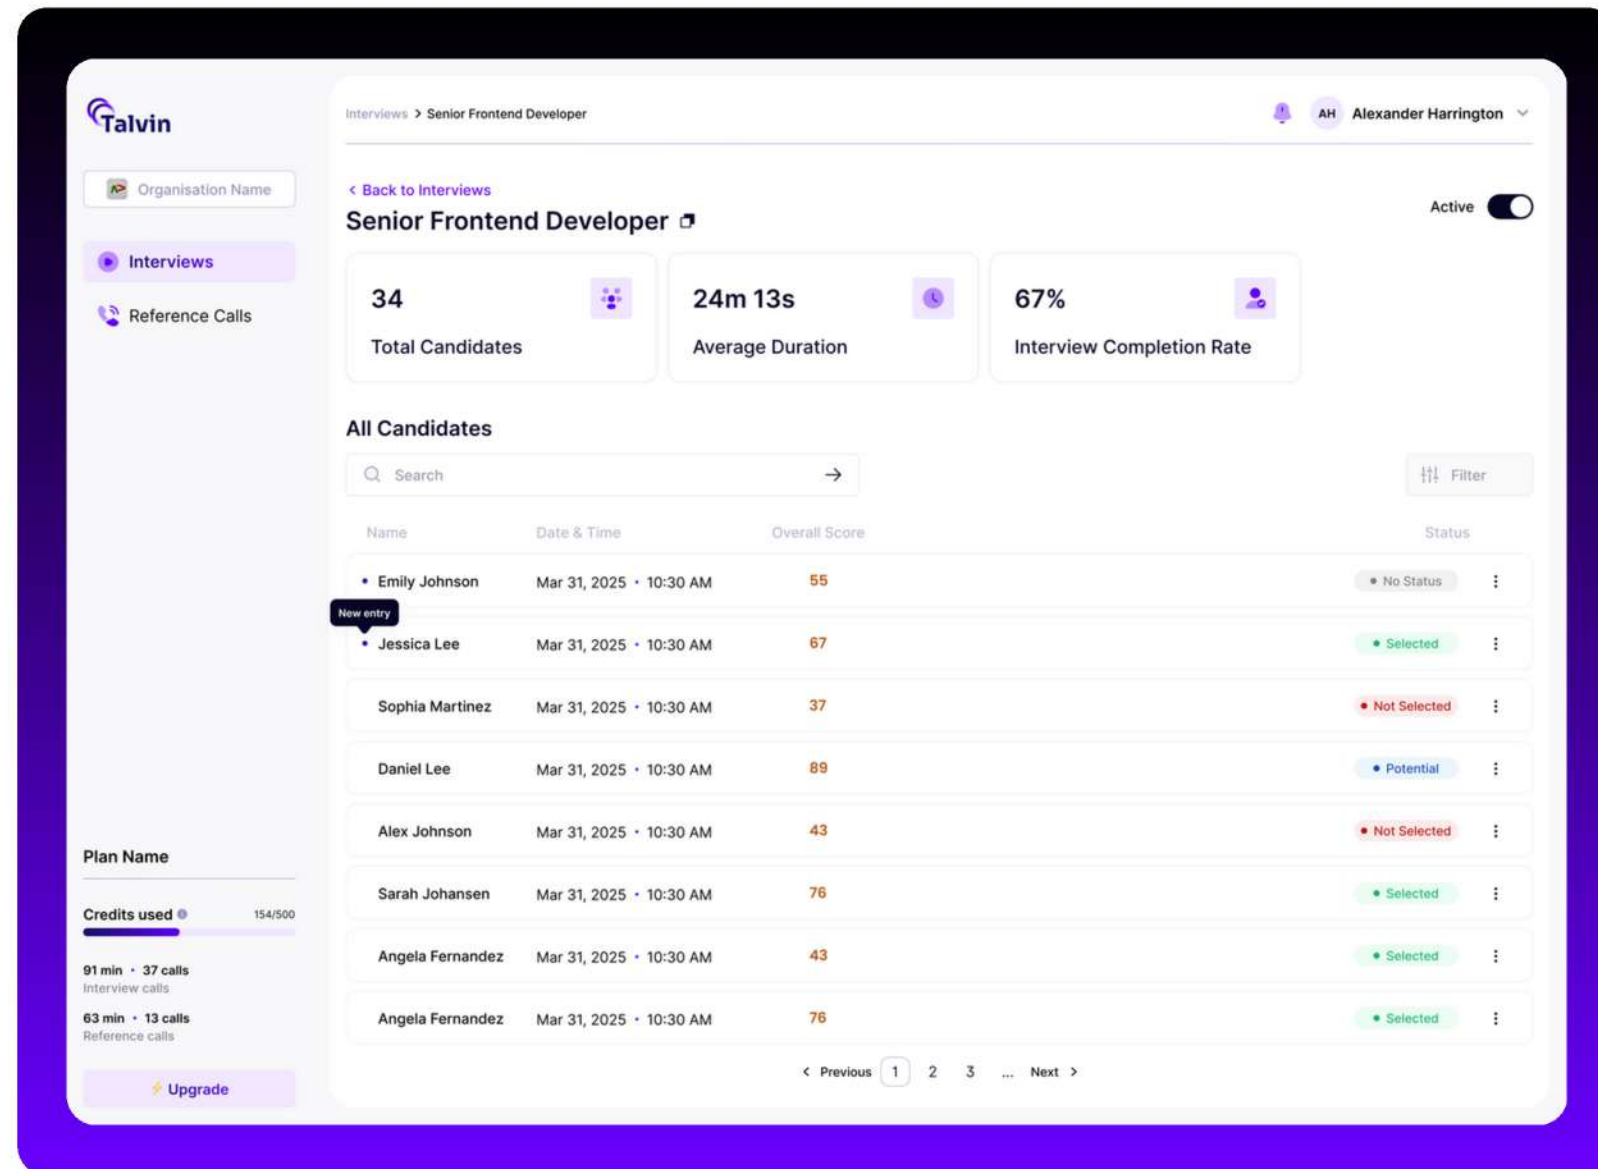 Talvin
Organisation Name
Interviews
Reference Calls
Plan Name
Credits used 154/500
91 min • 37 calls
Interview calls
63 min • 13 calls
Reference calls
⚡ Upgrade
Interviews > Senior Frontend Developer
AH Alexander Harrington
< Back to Interviews
Senior Frontend Developer
Active
34
Total Candidates
24m 13s
Average Duration
67%
Interview Completion Rate
All Candidates
Search →
Filter
Name Date & Time Overall Score Status
• Emily Johnson Mar 31, 2025 • 10:30 AM 55 • No Status
New entry
• Jessica Lee Mar 31, 2025 • 10:30 AM 67 • Selected
Sophia Martinez Mar 31, 2025 • 10:30 AM 37 • Not Selected
Daniel Lee Mar 31, 2025 • 10:30 AM 89 • Potential
Alex Johnson Mar 31, 2025 • 10:30 AM 43 • Not Selected
Sarah Johansen Mar 31, 2025 • 10:30 AM 76 • Selected
Angela Fernandez Mar 31, 2025 • 10:30 AM 43 • Selected
Angela Fernandez Mar 31, 2025 • 10:30 AM 76 • Selected
< Previous 1 2 3 ... Next >